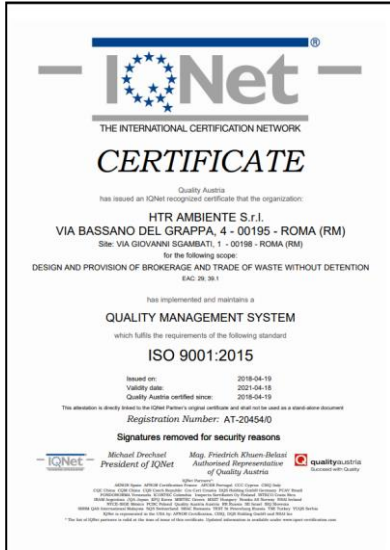 IQNet ®
THE INTERNATIONAL CERTIFICATION NETWORK
CERTIFICATE
Quality Austria
has issued an IQNet recognized certificate that the organization:
HTR AMBIENTE S.r.l.
VIA BASSANO DEL GRAPPA, 4 - 00195 - ROMA (RM)
Site: VIA GIOVANNI SGAMBATI, 1 - 00198 - ROMA (RM)
for the following scope:
DESIGN AND PROVISION OF BROKERAGE AND TRADE OF WASTE WITHOUT DETENTION
EAC: 29; 39.1
has implemented and maintains a
QUALITY MANAGEMENT SYSTEM
which fulfils the requirements of the following standard
ISO 9001:2015
Issued on: 2018-04-19
Validity date: 2021-04-18
Quality Austria certified since: 2018-04-19
This attestation is directly linked to the IQNet Partner's original certificate and shall not be used as a stand-alone document
Registration Number: AT-20454/0
Signatures removed for security reasons
IQNet
Michael Drechsel
President of IQNet
Mag. Friedrich Khuen-Belasi
Authorised Representative
of Quality Austria
qualityaustria
Succeed with Quality
IQNet Partners*: